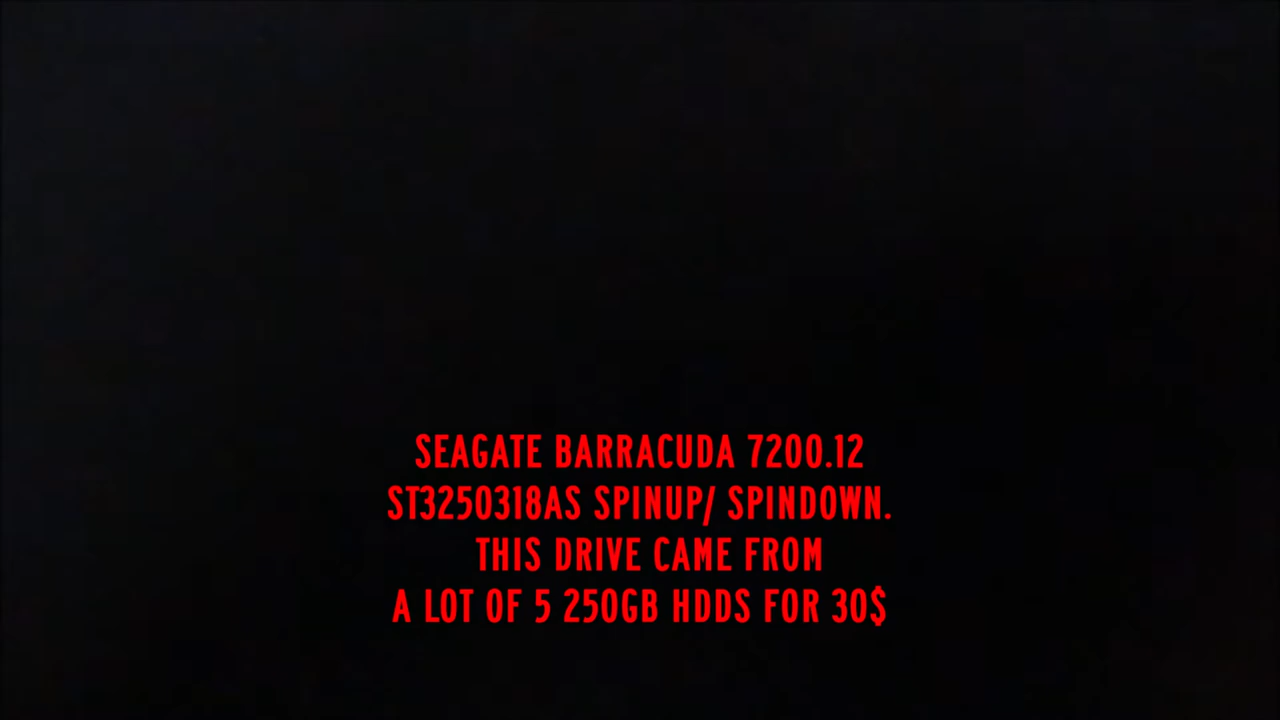 SEAGATE BARRACUDA 7200.12
ST3250318AS SPINUP/ SPINDOWN.
THIS DRIVE CAME FROM
A LOT OF 5 250GB HDDS FOR 30$